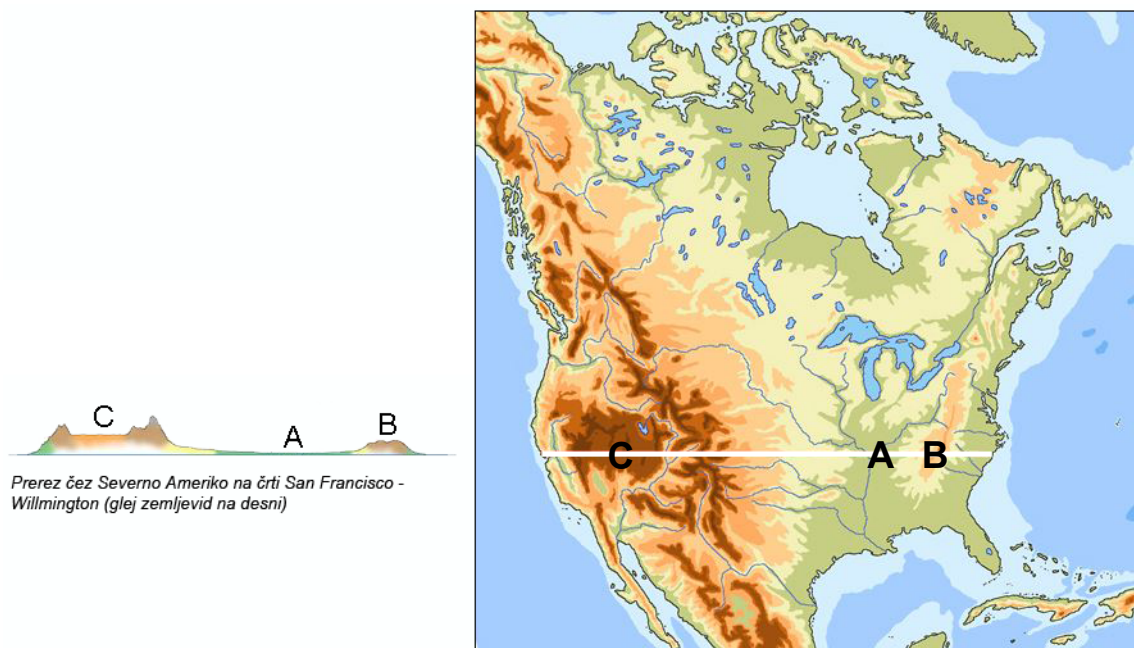 C
A
B
Prerez čez Severno Ameriko na črti San Francisco -
Willmington (glej zemljevid na desni)
C
A
B